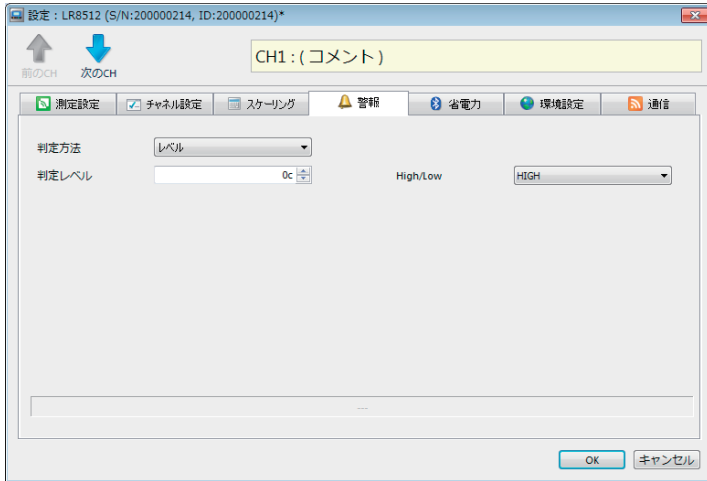 設定：LR8512 (S/N:200000214, ID:200000214)*
前のCH 次のCH CH1 : ( コメント )
測定設定 チャネル設定 スケーリング 警報 省電力 環境設定 通信
判定方法 レベル
判定レベル 0c High/Low HIGH
---
OK キャンセル